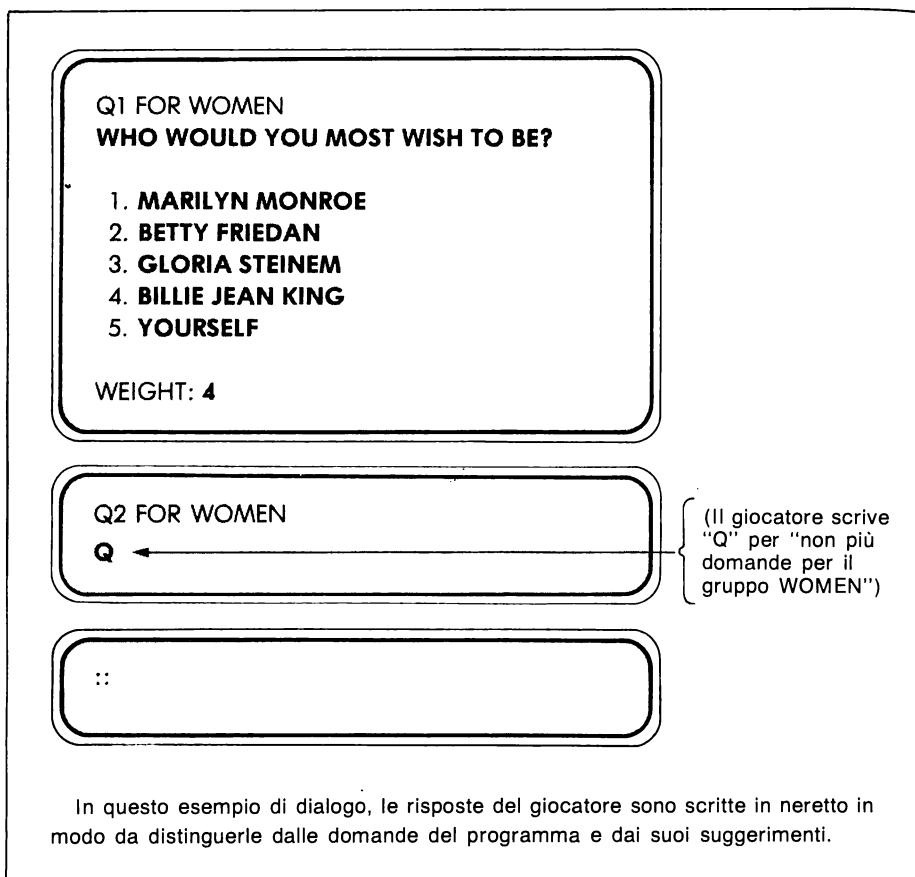 Q1 FOR WOMEN
WHO WOULD YOU MOST WISH TO BE?
1. MARILYN MONROE
2. BETTY FRIEDAN
3. GLORIA STEINEM
4. BILLIE JEAN KING
5. YOURSELF
WEIGHT: 4
Q2 FOR WOMEN
Q
(Il giocatore scrive
"Q" per "non più
domande per il
gruppo WOMEN")
::
In questo esempio di dialogo, le risposte del giocatore sono scritte in neretto in
modo da distinguerle dalle domande del programma e dai suoi suggerimenti.